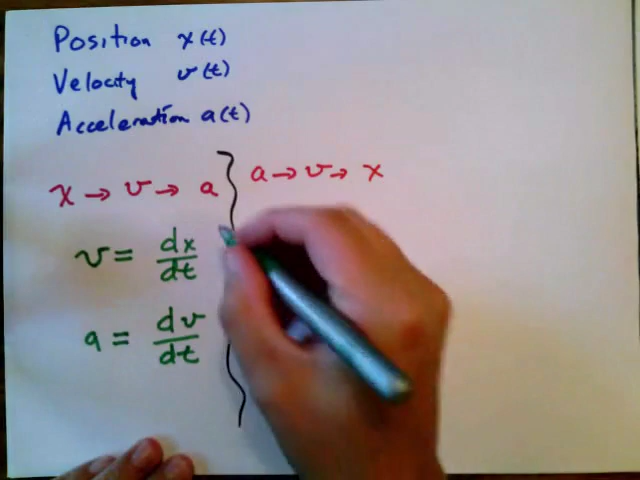 Position x(t)
Velocity v(t)
Acceleration a(t)
x → v → a
a → v → x
v = dx/dt
a = dv/dt